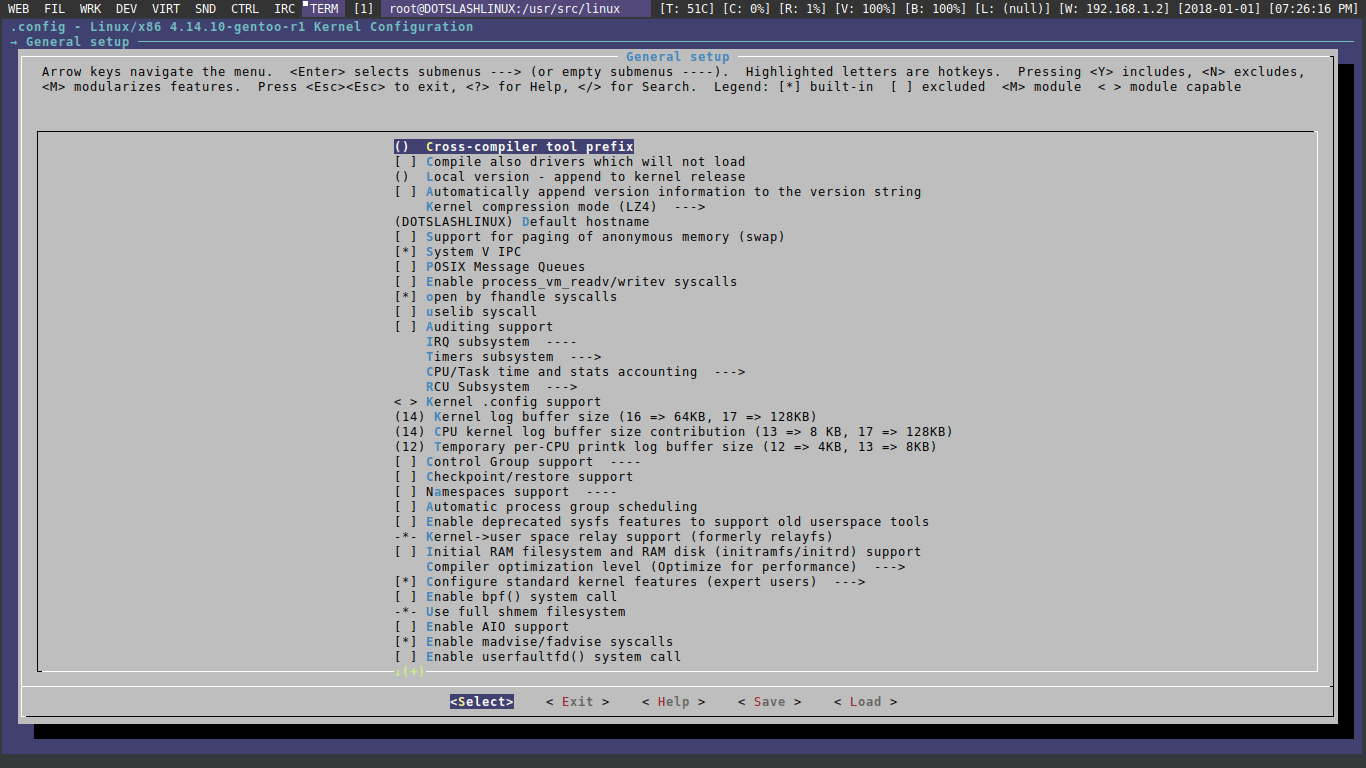 WEB FIL WRK DEV VIRT SND CTRL IRC TERM [1] root@DOTSLASHLINUX:/usr/src/linux [T: 51C] [C: 0%] [R: 1%] [V: 100%] [B: 100%] [L: (null)] [W: 192.168.1.2] [2018-01-01] [07:26:16 PM]
.config - Linux/x86 4.14.10-gentoo-r1 Kernel Configuration
→ General setup
General setup
Arrow keys navigate the menu. <Enter> selects submenus ---> (or empty submenus ----). Highlighted letters are hotkeys. Pressing <Y> includes, <N> excludes,
<M> modularizes features. Press <Esc><Esc> to exit, <?> for Help, </> for Search. Legend: [*] built-in [ ] excluded <M> module < > module capable
() Cross-compiler tool prefix
[ ] Compile also drivers which will not load
() Local version - append to kernel release
[ ] Automatically append version information to the version string
Kernel compression mode (LZ4) --->
(DOTSLASHLINUX) Default hostname
[ ] Support for paging of anonymous memory (swap)
[*] System V IPC
[ ] POSIX Message Queues
[ ] Enable process_vm_readv/writev syscalls
[*] open by fhandle syscalls
[ ] uselib syscall
[ ] Auditing support
IRQ subsystem ----
Timers subsystem --->
CPU/Task time and stats accounting --->
RCU Subsystem --->
< > Kernel .config support
(14) Kernel log buffer size (16 => 64KB, 17 => 128KB)
(14) CPU kernel log buffer size contribution (13 => 8 KB, 17 => 128KB)
(12) Temporary per-CPU printk log buffer size (12 => 4KB, 13 => 8KB)
[ ] Control Group support ----
[ ] Checkpoint/restore support
[ ] Namespaces support ----
[ ] Automatic process group scheduling
[ ] Enable deprecated sysfs features to support old userspace tools
-*- Kernel->user space relay support (formerly relayfs)
[ ] Initial RAM filesystem and RAM disk (initramfs/initrd) support
Compiler optimization level (Optimize for performance) --->
[*] Configure standard kernel features (expert users) --->
[ ] Enable bpf() system call
-*- Use full shmem filesystem
[ ] Enable AIO support
[*] Enable madvise/fadvise syscalls
[ ] Enable userfaultfd() system call
↓(+)
<Select> < Exit > < Help > < Save > < Load >